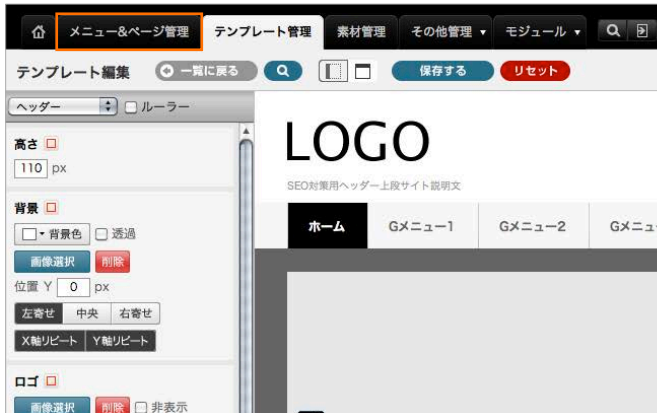 メニュー&ページ管理 テンプレート管理 素材管理 その他管理 ▼ モジュール ▼
テンプレート編集 一覧に戻る 保存する リセット
ヘッダー ルーラー
高さ
110 px
背景
背景色 透過
画像選択 削除
位置 Y 0 px
左寄せ 中央 右寄せ
X軸リピート Y軸リピート
ロゴ
画像選択 削除 非表示
LOGO
SEO対策用ヘッダー上段サイト説明文
ホーム Gメニュー1 Gメニュー2 Gメニュ